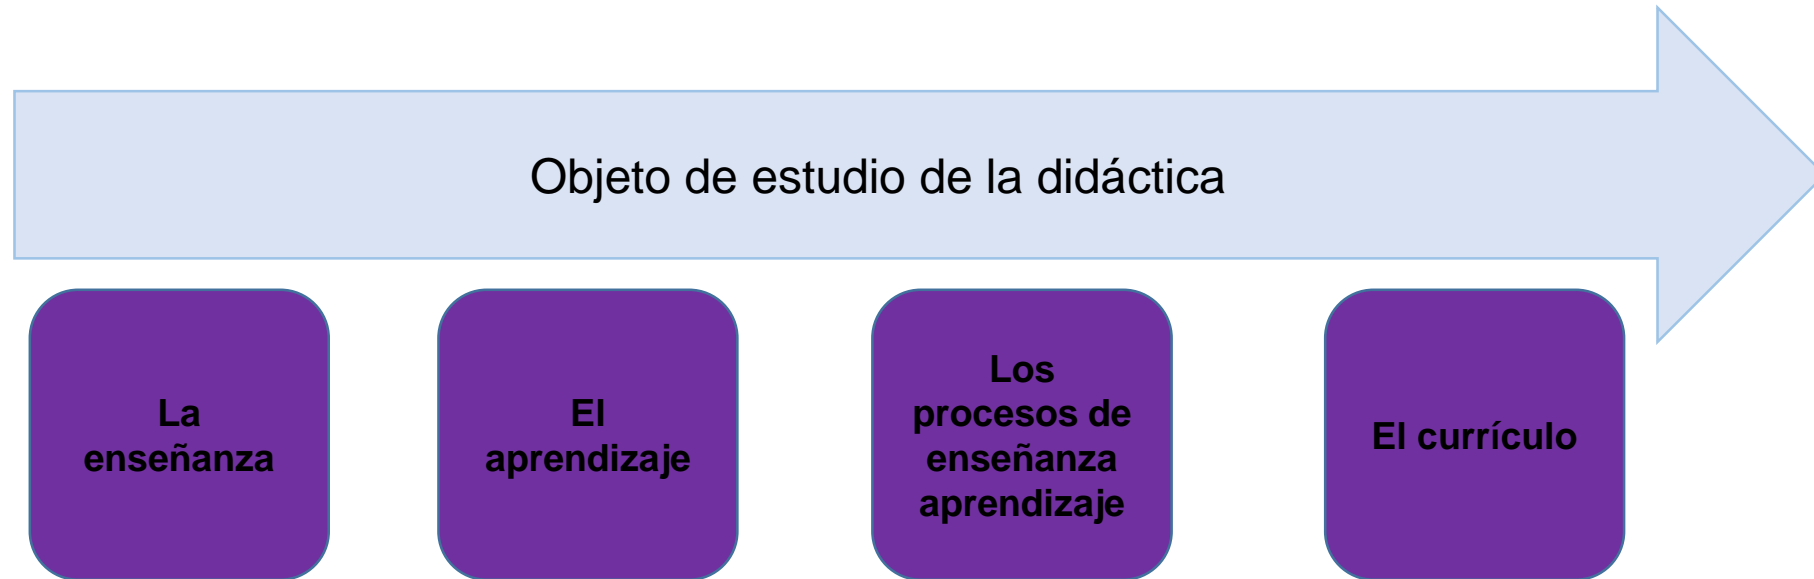 Objeto de estudio de la didáctica
La
enseñanza
El
aprendizaje
Los
procesos de
enseñanza
aprendizaje
El currículo